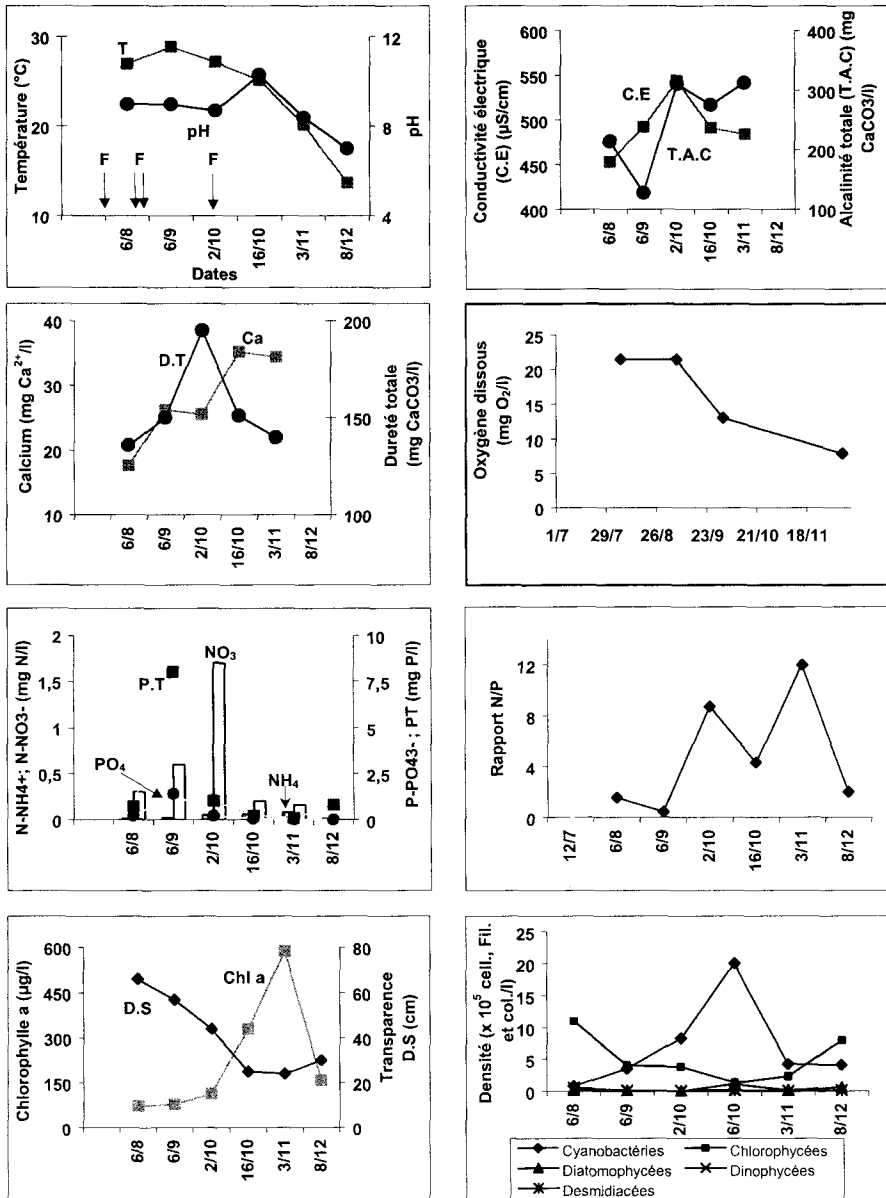 Température (°C)
30
20
10
T
pH
F
F
F
12
8
4
pH
6/8
6/9
2/10
16/10
3/11
8/12
Dates
Conductivité électrique
(C.E) (µS/cm)
600
550
500
450
400
C.E
T.A.C
400
300
200
100
Alcalinité totale (T.A.C) (mg
CaCO3/l)
6/8
6/9
2/10
16/10
3/11
8/12
Calcium (mg Ca²⁺/l)
40
30
20
10
D.T
Ca
200
150
100
Dureté totale
(mg CaCO3/l)
6/8
6/9
2/10
16/10
3/11
8/12
Oxygène dissous
(mg O₂/l)
25
20
15
10
5
0
1/7
29/7
26/8
23/9
21/10
18/11
N-NH4+; N-NO3- (mg N/l)
2
1,5
1
0,5
0
P.T
NO₃
PO₄
NH₄
10
7,5
5
2,5
0
P-PO43- ; PT (mg P/l)
6/8
6/9
2/10
16/10
3/11
8/12
Rapport N/P
12
8
4
0
12/7
6/8
6/9
2/10
16/10
3/11
8/12
Chlorophylle a (µg/l)
600
450
300
150
0
D.S
Chl a
80
60
40
20
0
Transparence
D.S (cm)
6/8
6/9
2/10
16/10
3/11
8/12
Densité (x 10⁵ cell., Fil.
et col./l)
25
20
15
10
5
0
6/8
6/9
2/10
6/10
3/11
8/12
Cyanobactéries
Chlorophycées
Diatomophycées
Dinophycées
Desmidiacées